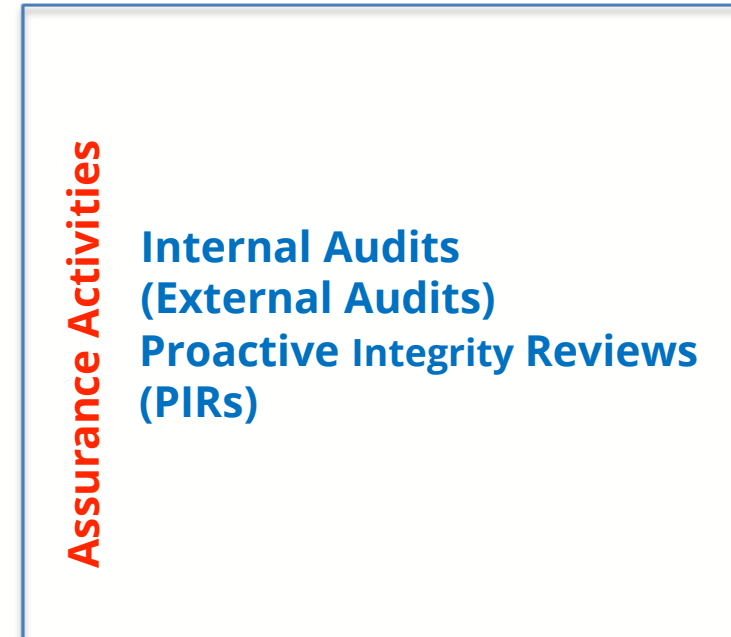 Assurance Activities
Internal Audits
(External Audits)
Proactive Integrity Reviews
(PIRs)